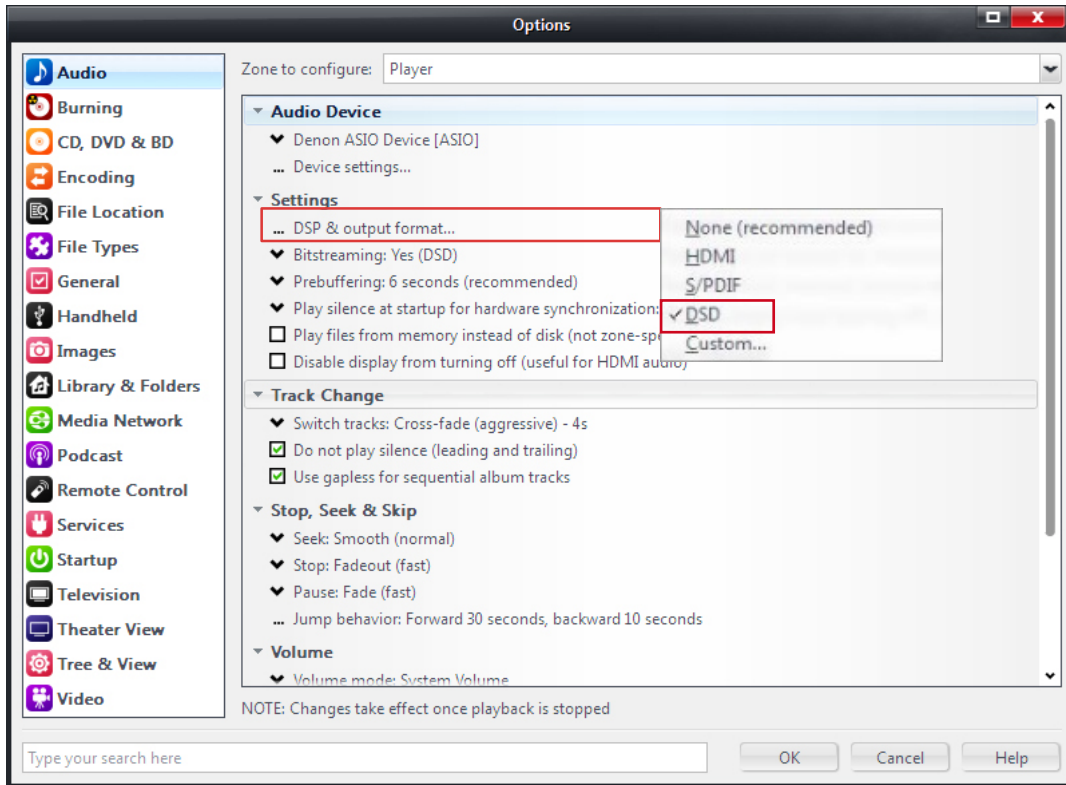 Options
Audio
Burning
CD, DVD & BD
Encoding
File Location
File Types
General
Handheld
Images
Library & Folders
Media Network
Podcast
Remote Control
Services
Startup
Television
Theater View
Tree & View
Video
Zone to configure: Player
Audio Device
Denon ASIO Device [ASIO]
... Device settings...
Settings
... DSP & output format...
Bitstreaming: Yes (DSD)
Prebuffering: 6 seconds (recommended)
Play silence at startup for hardware synchronization:
Play files from memory instead of disk (not zone-spe
Disable display from turning off (useful for HDMI audio)
None (recommended)
HDMI
S/PDIF
DSD
Custom...
Track Change
Switch tracks: Cross-fade (aggressive) - 4s
Do not play silence (leading and trailing)
Use gapless for sequential album tracks
Stop, Seek & Skip
Seek: Smooth (normal)
Stop: Fadeout (fast)
Pause: Fade (fast)
... Jump behavior: Forward 30 seconds, backward 10 seconds
Volume
Volume mode: System Volume
NOTE: Changes take effect once playback is stopped
Type your search here
OK Cancel Help